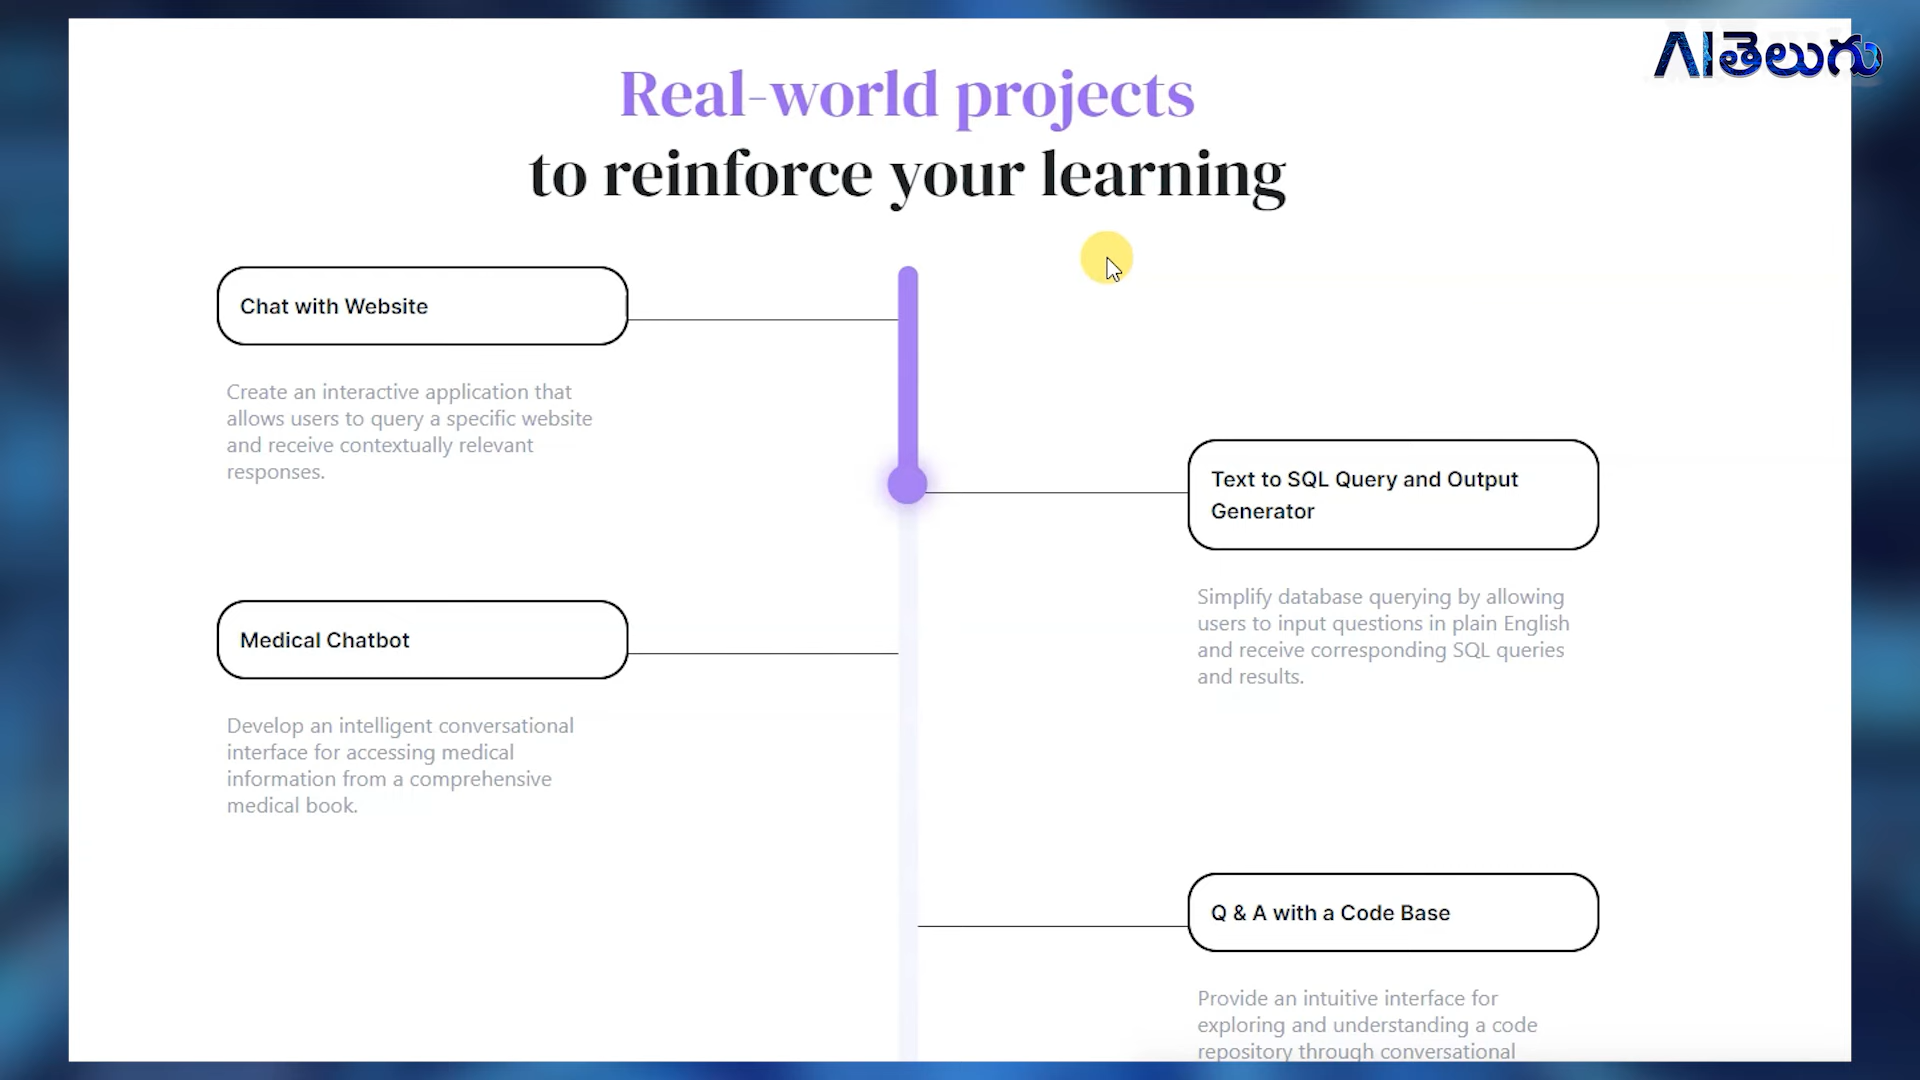 AIతెలుగు
Real-world projects
to reinforce your learning
Chat with Website
Create an interactive application that
allows users to query a specific website
and receive contextually relevant
responses.
Text to SQL Query and Output
Generator
Simplify database querying by allowing
users to input questions in plain English
and receive corresponding SQL queries
and results.
Medical Chatbot
Develop an intelligent conversational
interface for accessing medical
information from a comprehensive
medical book.
Q & A with a Code Base
Provide an intuitive interface for
exploring and understanding a code
repository through conversational